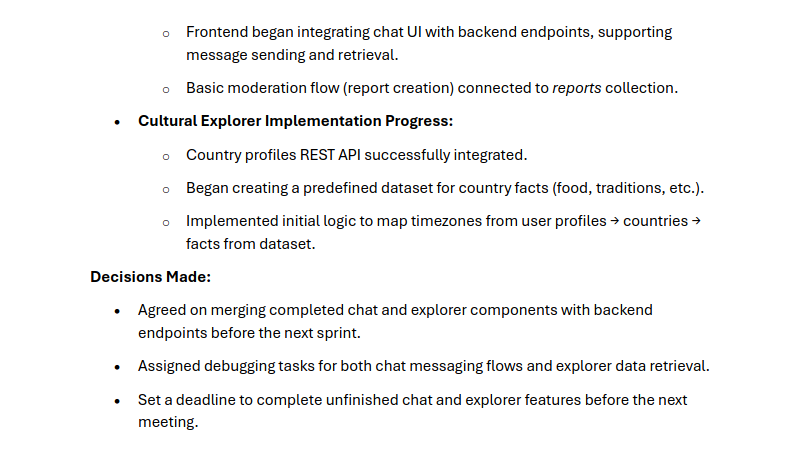 ○ Frontend began integrating chat UI with backend endpoints, supporting
message sending and retrieval.
○ Basic moderation flow (report creation) connected to reports collection.
• Cultural Explorer Implementation Progress:
○ Country profiles REST API successfully integrated.
○ Began creating a predefined dataset for country facts (food, traditions, etc.).
○ Implemented initial logic to map timezones from user profiles → countries →
facts from dataset.
Decisions Made:
• Agreed on merging completed chat and explorer components with backend
endpoints before the next sprint.
• Assigned debugging tasks for both chat messaging flows and explorer data retrieval.
• Set a deadline to complete unfinished chat and explorer features before the next
meeting.